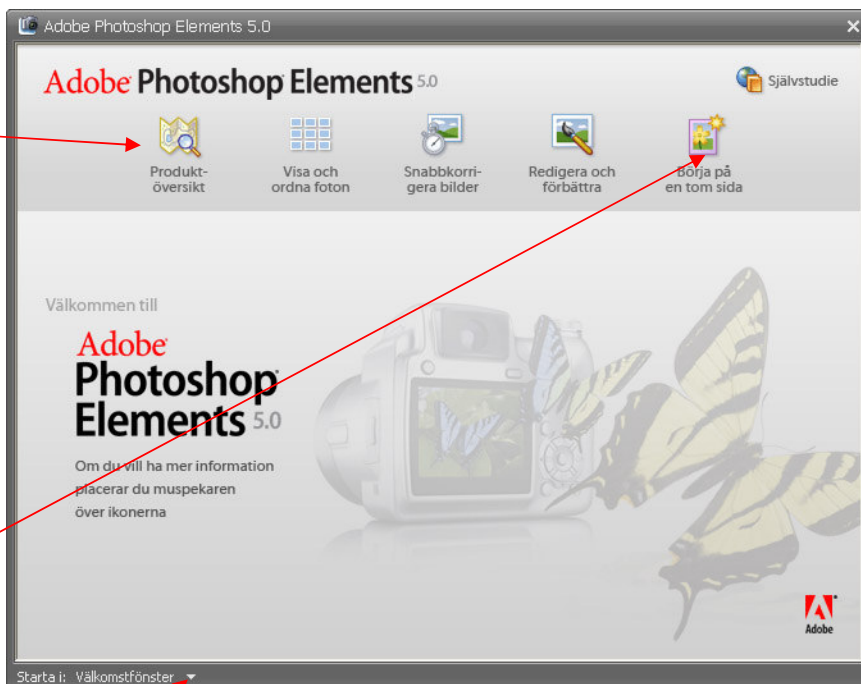 Adobe Photoshop Elements 5.0
Adobe Photoshop Elements 5.0
Självstudie
Produkt-
översikt
Visa och
ordna foton
Snabbkorri-
gera bilder
Redigera och
förbättra
Börja på
en tom sida
Välkommen till
Adobe
Photoshop
Elements 5.0
Om du vill ha mer information
placerar du muspekaren
över ikonerna
Adobe
Starta i: Välkomstfönster